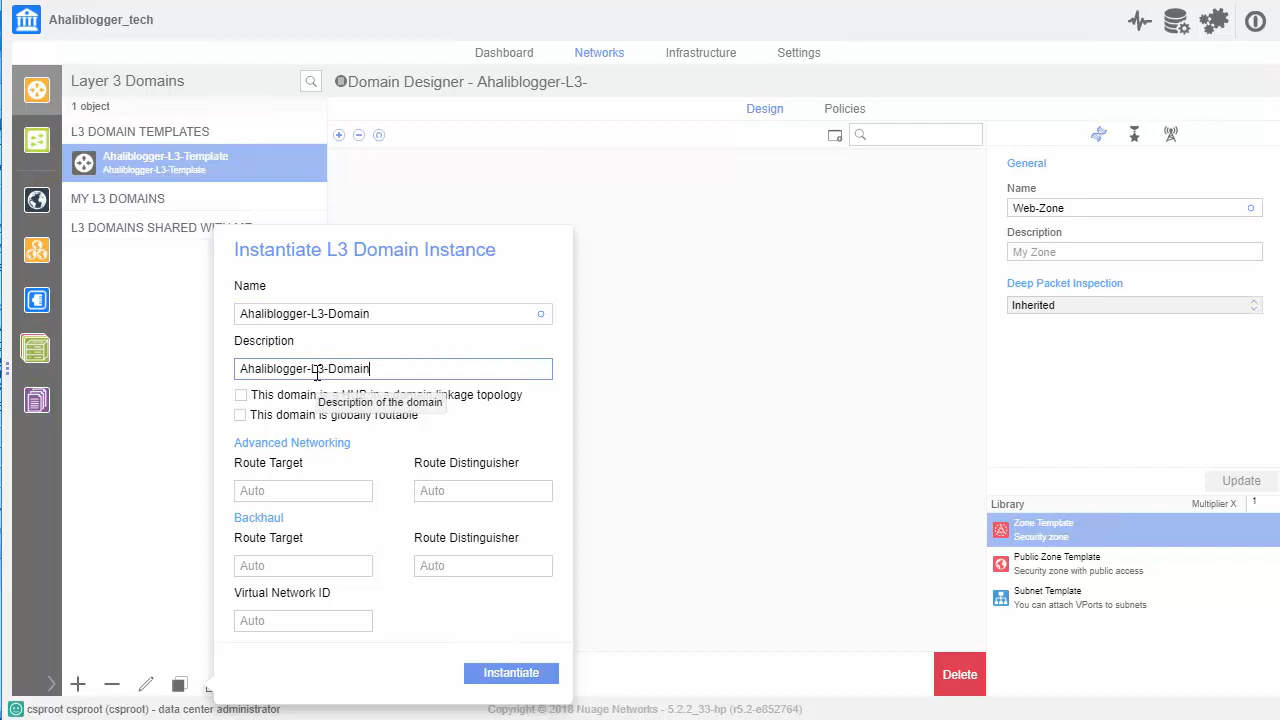 Ahaliblogger_tech
Dashboard
Networks
Infrastructure
Settings
Layer 3 Domains
1 object
L3 DOMAIN TEMPLATES
Ahaliblogger-L3-Template
Ahaliblogger-L3-Template
MY L3 DOMAINS
L3 DOMAINS SHARED WITH ME
Domain Designer - Ahaliblogger-L3-
Design
Policies
Instantiate L3 Domain Instance
Name
Ahaliblogger-L3-Domain
Description
Ahaliblogger-L3-Domain
This domain is a HUB in a domain linkage topology
Description of the domain
This domain is globally routable
Advanced Networking
Route Target
Route Distinguisher
Auto
Auto
Backhaul
Route Target
Route Distinguisher
Auto
Auto
Virtual Network ID
Auto
Instantiate
General
Name
Web-Zone
Description
My Zone
Deep Packet Inspection
Inherited
Update
Library
Multiplier X
1
Zone Template
Security zone
Public Zone Template
Security zone with public access
Subnet Template
You can attach VPorts to subnets
Delete
csproot csproot (csproot) - data center administrator
Copyright © 2018 Nuage Networks - 5.2.2_33-hp (r5.2-e852764)